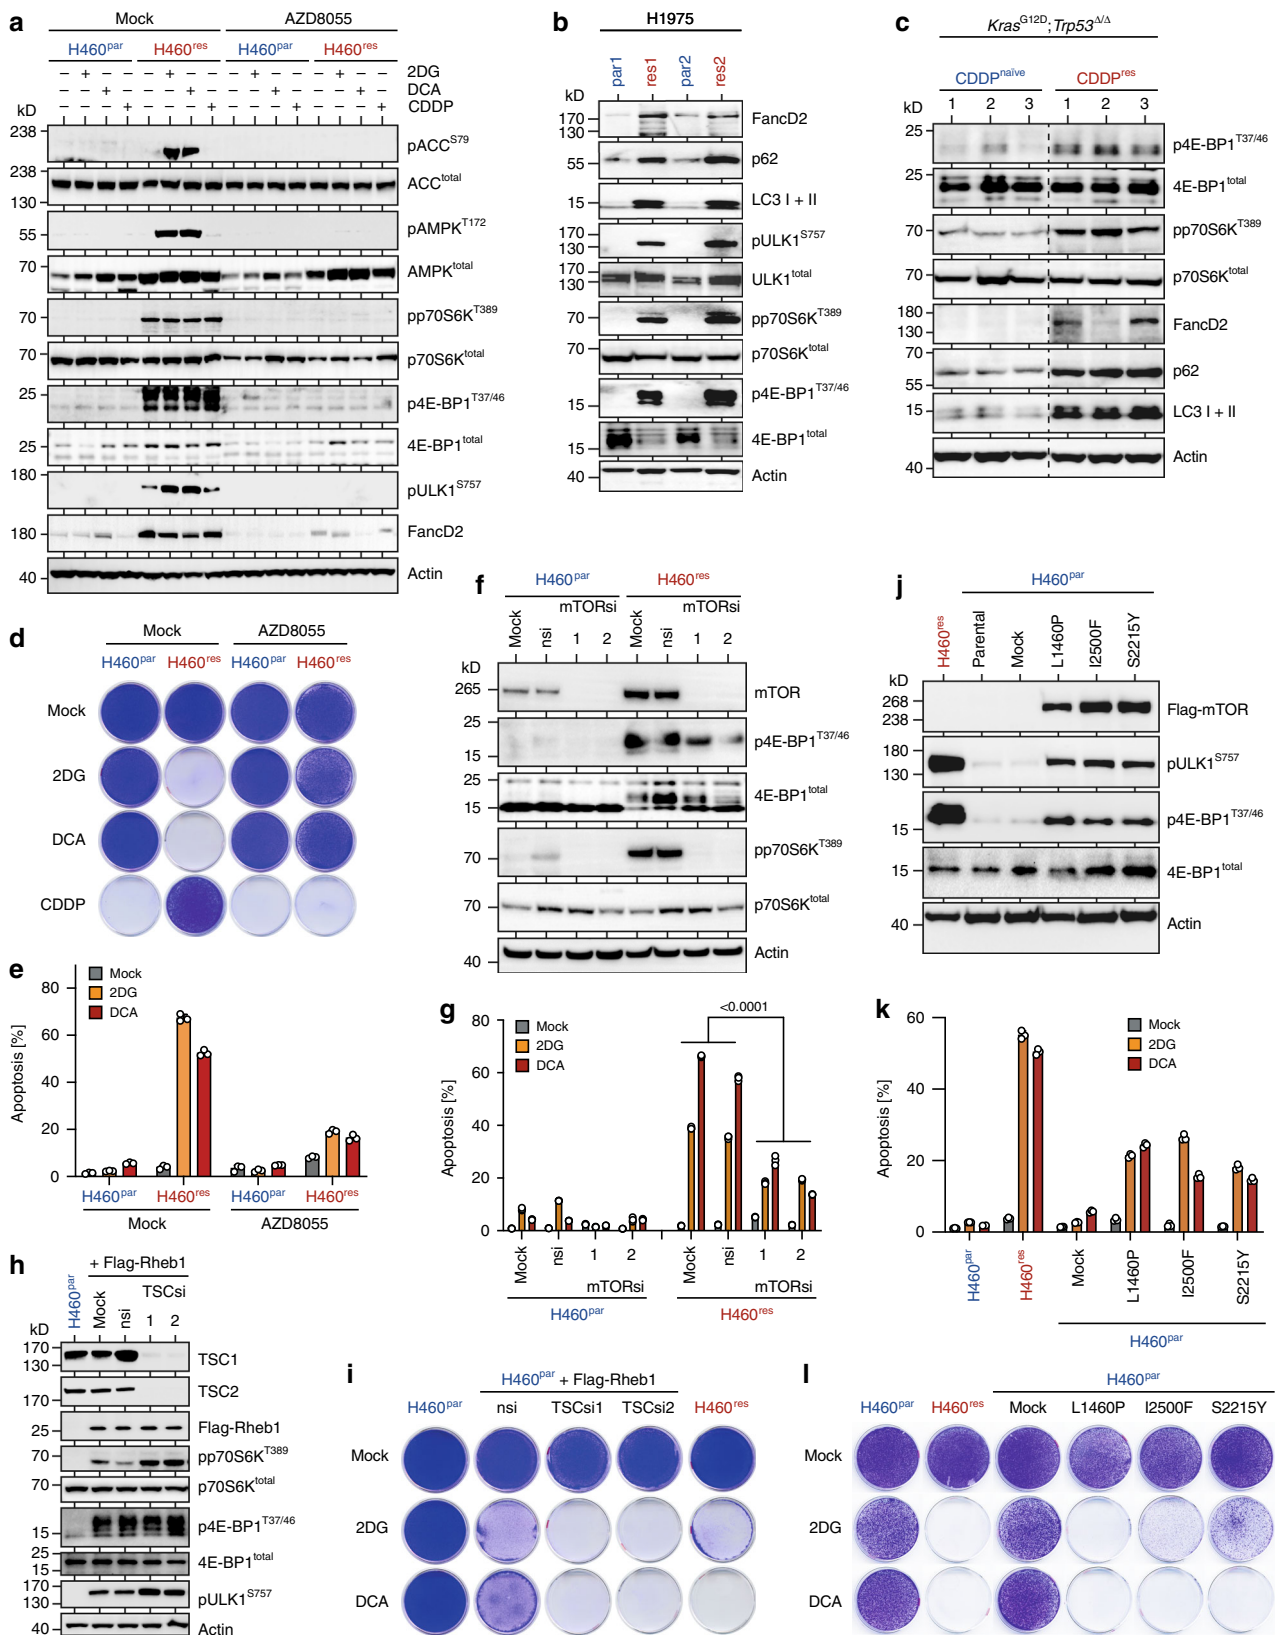 a
Mock AZD8055
H460par H460res H460par H460res
– + – – – + – – – + – – – + – – 2DG
– – + – – – + – – – + – – – + – DCA
– – – + – – – + – – – + – – – + CDDP
kD
238 pACCS79
238 ACCtotal
130
55 pAMPKT172
70 AMPKtotal
70 pp70S6KT389
70 p70S6Ktotal
25 p4E-BP1T37/46
25 4E-BP1total
180 pULK1S757
180 FancD2
40 Actin
b
H1975
par1 res1 par2 res2
kD
170 FancD2
130
55 p62
15 LC3 I + II
170 pULK1S757
130
170 ULK1total
130
70 pp70S6KT389
70 p70S6Ktotal
15 p4E-BP1T37/46
15 4E-BP1total
40 Actin
c
KrasG12D;Trp53Δ/Δ
CDDPnaïve CDDPres
kD 1 2 3 1 2 3
25 p4E-BP1T37/46
25 4E-BP1total
70 pp70S6KT389
70 p70S6Ktotal
180 FancD2
130
70 p62
55
15 LC3 I + II
40 Actin
d
Mock AZD8055
H460par H460res H460par H460res
Mock
2DG
DCA
CDDP
e
Mock
2DG
DCA
Apoptosis [%]
80
60
40
20
0
H460par H460res H460par H460res
Mock AZD8055
f
H460par H460res
mTORsi mTORsi
Mock nsi 1 2 Mock nsi 1 2
kD
265 mTOR
25 p4E-BP1T37/46
15
25 4E-BP1total
15
70 pp70S6KT389
70 p70S6Ktotal
40 Actin
g
<0.0001
Mock
2DG
DCA
Apoptosis [%]
80
60
40
20
0
Mock nsi 1 2 Mock nsi 1 2
mTORsi mTORsi
H460par H460res
h
+ Flag-Rheb1
TSCsi
H460par Mock nsi 1 2
kD
170 TSC1
130
170 TSC2
25 Flag-Rheb1
70 pp70S6KT389
70 p70S6Ktotal
15 p4E-BP1T37/46
25 4E-BP1total
15
170 pULK1S757
130
40 Actin
i
H460par + Flag-Rheb1
H460par nsi TSCsi1 TSCsi2 H460res
Mock
2DG
DCA
j
H460par
H460res Parental Mock L1460P I2500F S2215Y
kD
268 Flag-mTOR
238
180 pULK1S757
130
15 p4E-BP1T37/46
15 4E-BP1total
40 Actin
k
Mock
2DG
DCA
Apoptosis [%]
60
40
20
0
H460par H460res Mock L1460P I2500F S2215Y
H460par
l
H460par
H460par H460res Mock L1460P I2500F S2215Y
Mock
2DG
DCA